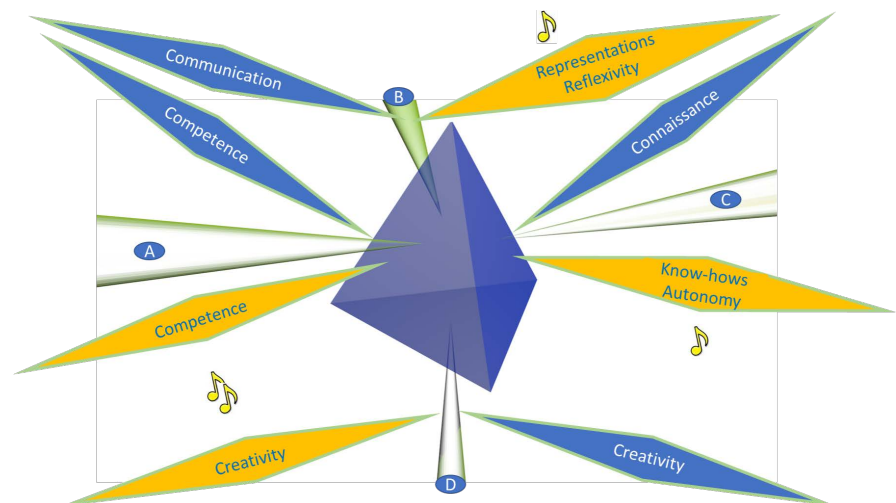 Communication
Representations
Reflexivity
B
Competence
Connaissance
A
C
Competence
Know-hows
Autonomy
Creativity
Creativity
D